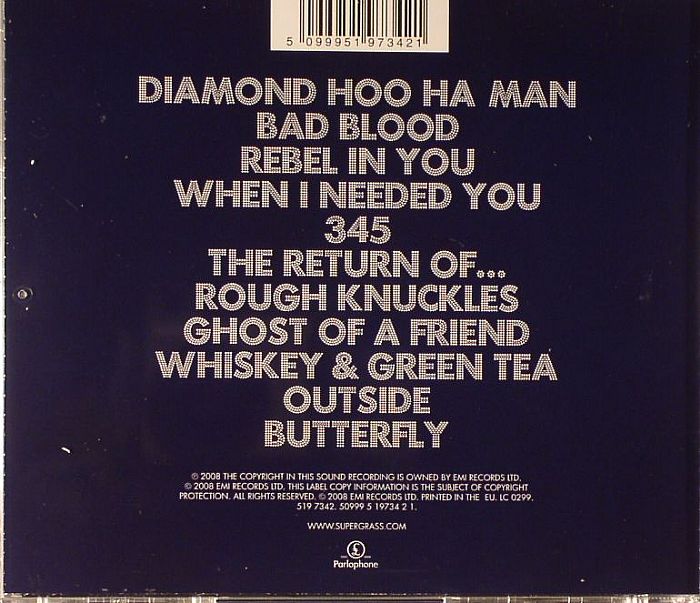 5 099951 973421
DIAMOND HOO HA MAN
BAD BLOOD
REBEL IN YOU
WHEN I NEEDED YOU
345
THE RETURN OF...
ROUGH KNUCKLES
GHOST OF A FRIEND
WHISKEY & GREEN TEA
OUTSIDE
BUTTERFLY
℗ 2008 THE COPYRIGHT IN THIS SOUND RECORDING IS OWNED BY EMI RECORDS LTD.
© 2008 EMI RECORDS LTD. THIS LABEL COPY INFORMATION IS THE SUBJECT OF COPYRIGHT
PROTECTION. ALL RIGHTS RESERVED. © 2008 EMI RECORDS LTD. PRINTED IN THE EU. LC 0299.
519 7342. 50999 5 19734 2 1.
WWW.SUPERGRASS.COM
£
Parlophone